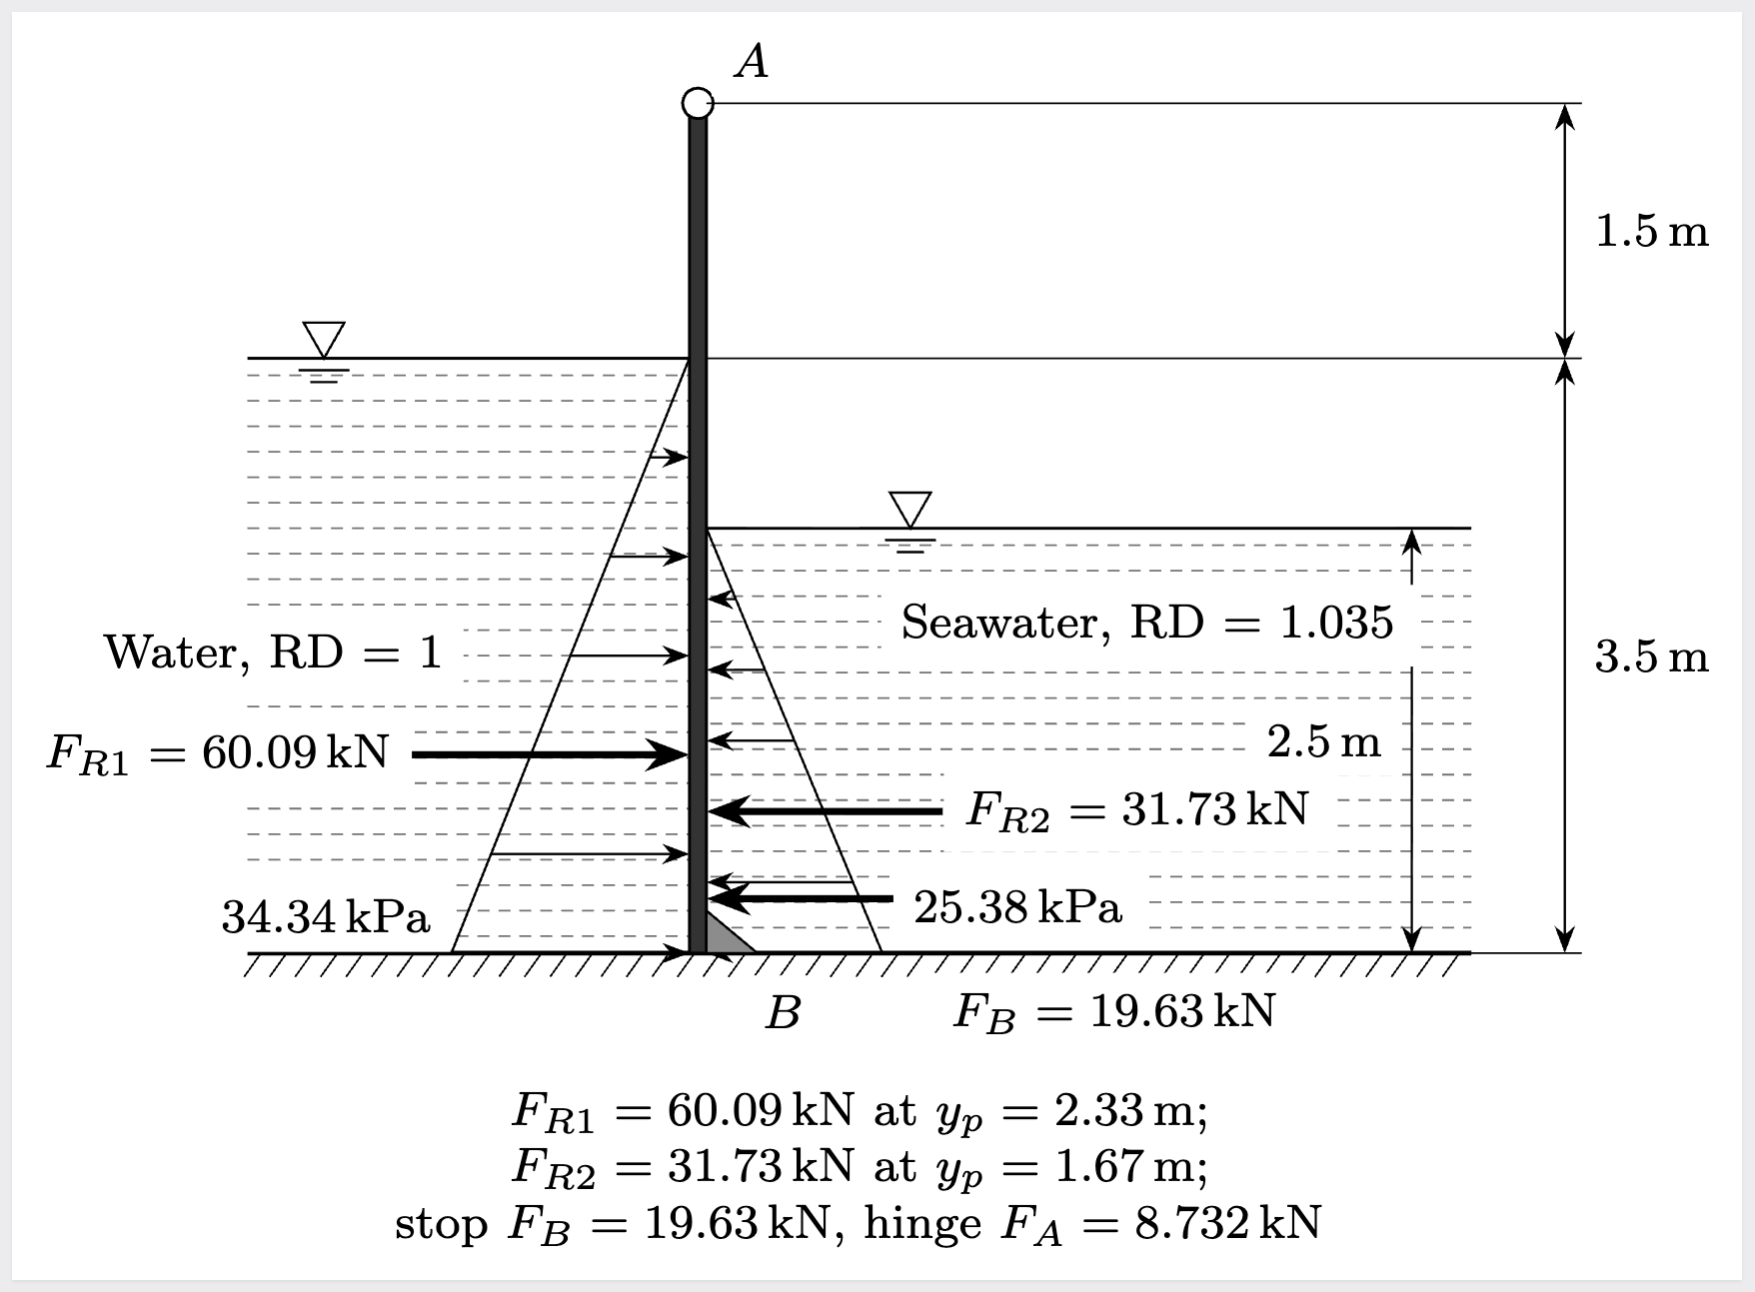 A
1.5 m
Water, RD = 1
Seawater, RD = 1.035
3.5 m
2.5 m
F_{R1} = 60.09 kN
F_{R2} = 31.73 kN
34.34 kPa
25.38 kPa
B
F_B = 19.63 kN
F_{R1} = 60.09 kN at y_p = 2.33 m;
F_{R2} = 31.73 kN at y_p = 1.67 m;
stop F_B = 19.63 kN, hinge F_A = 8.732 kN